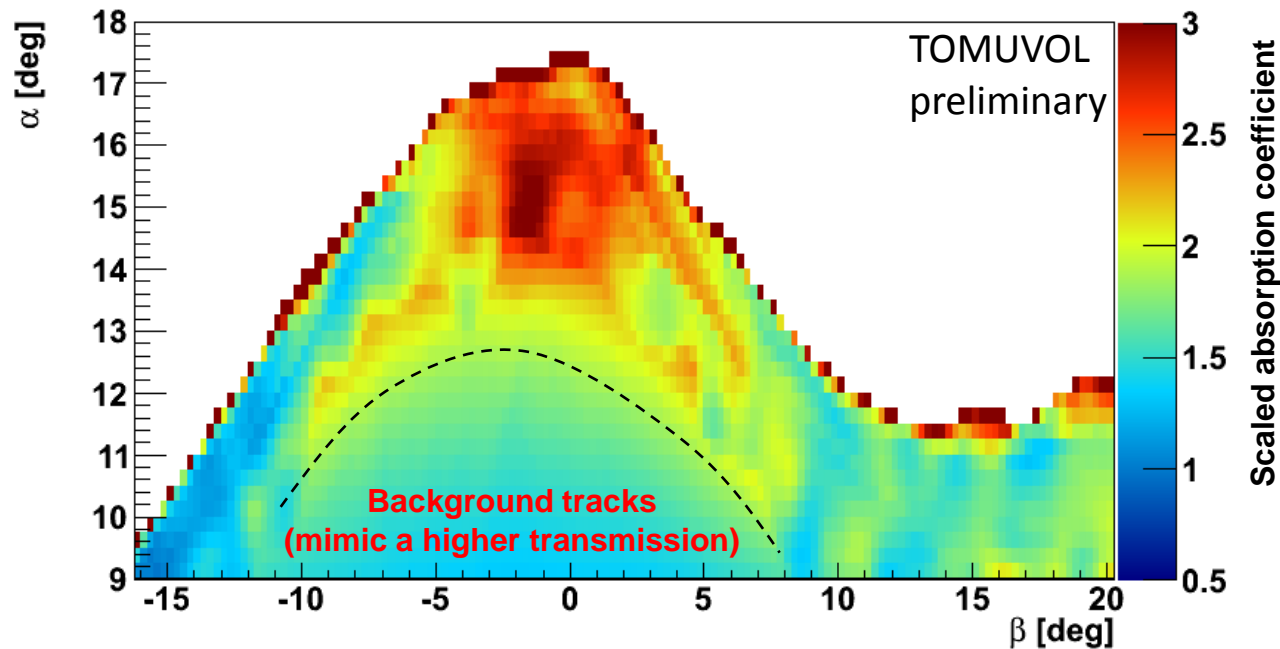 TOMUVOL
preliminary
α [deg]
18
17
16
15
14
13
12
11
10
9
Background tracks
(mimic a higher transmission)
-15 -10 -5 0 5 10 15 20
β [deg]
3
2.5
2
1.5
1
0.5
Scaled absorption coefficient